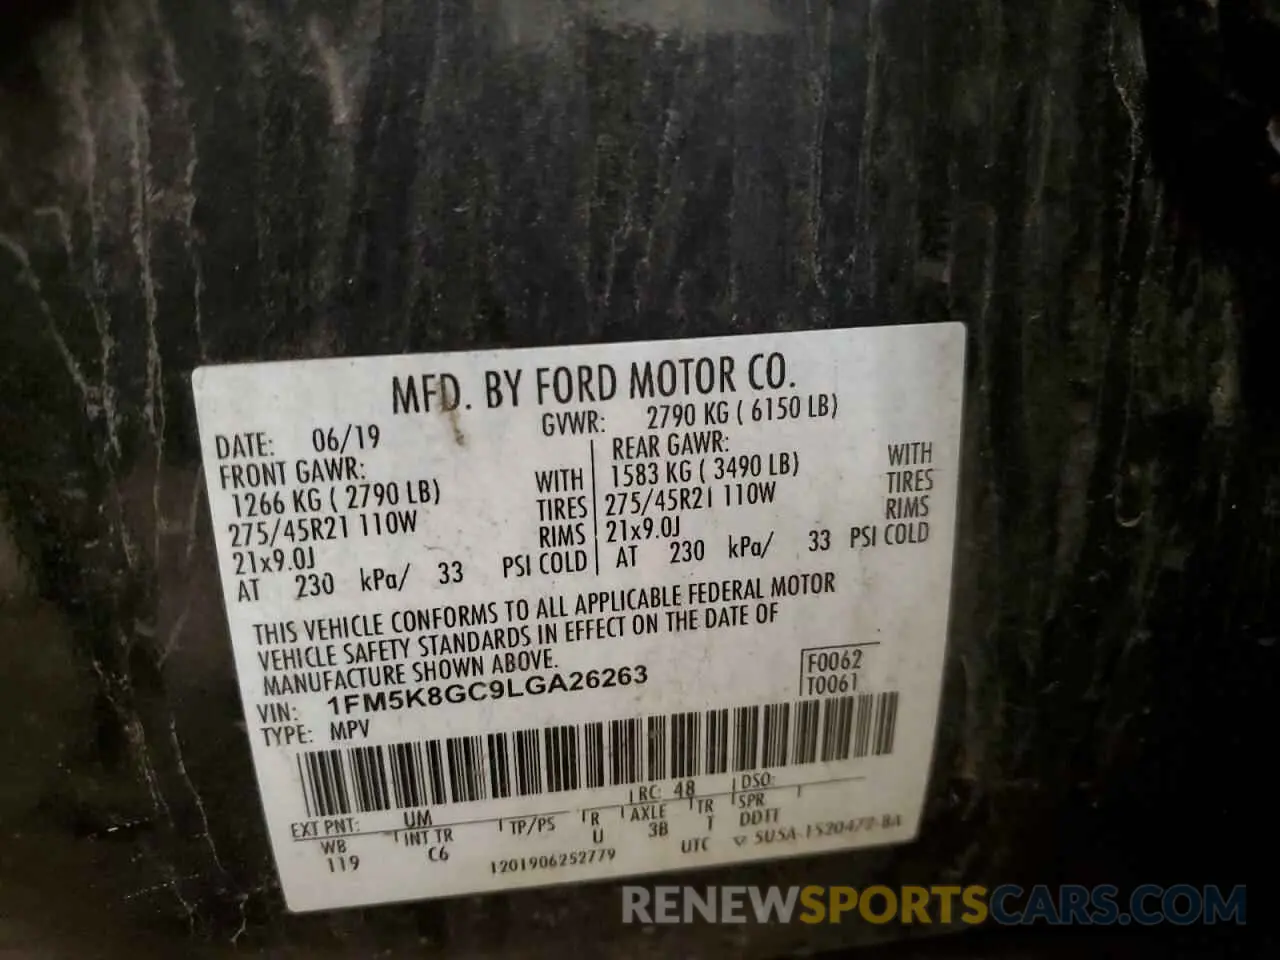 MFD. BY FORD MOTOR CO.
DATE: 06/19 GVWR: 2790 KG ( 6150 LB)
FRONT GAWR: REAR GAWR:
1266 KG ( 2790 LB) WITH 1583 KG ( 3490 LB) WITH
275/45R21 110W TIRES 275/45R21 110W TIRES
21x9.0J RIMS 21x9.0J RIMS
AT 230 kPa/ 33 PSI COLD AT 230 kPa/ 33 PSI COLD
THIS VEHICLE CONFORMS TO ALL APPLICABLE FEDERAL MOTOR
VEHICLE SAFETY STANDARDS IN EFFECT ON THE DATE OF
MANUFACTURE SHOWN ABOVE.
VIN: 1FM5K8GC9LGA26263 F0062
TYPE: MPV T0061
EXT PNT: UM RC: 48 DSO:
WB INT TR TP/PS R AXLE TR SPR
119 C6 U 3B T DDTT
1201906252779 UTC
RENEWSPORTSCARS.COM